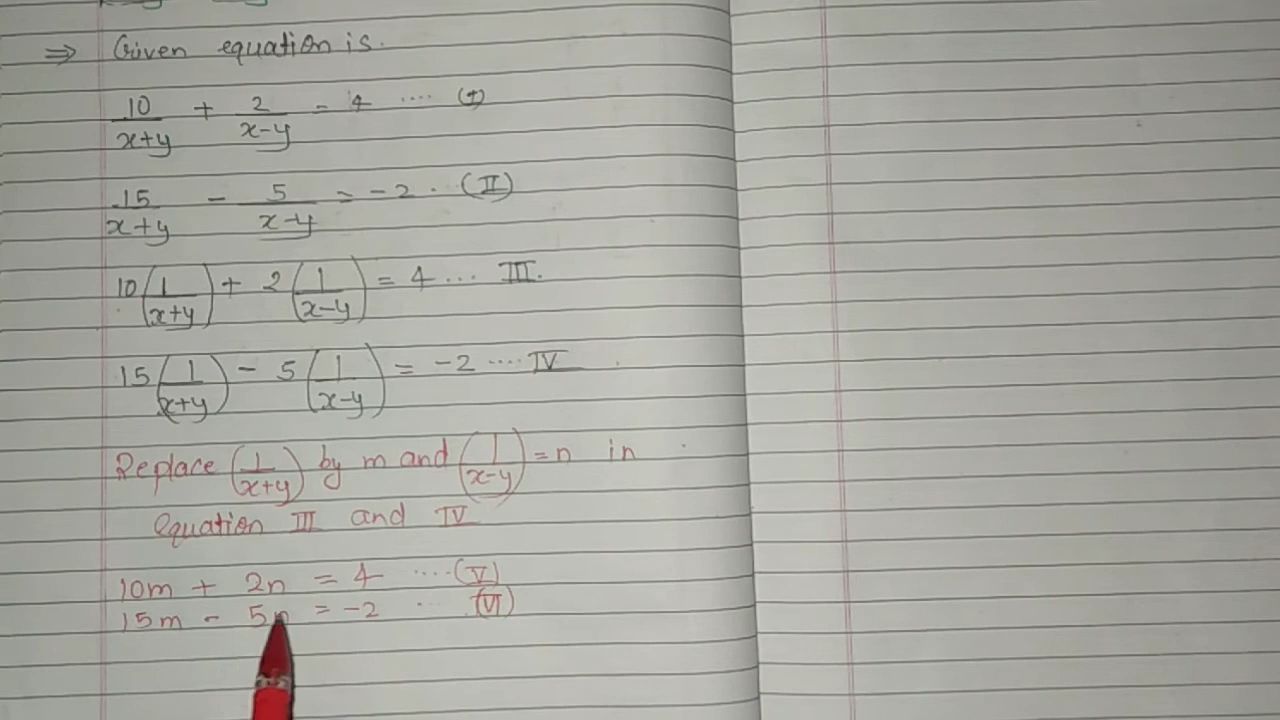 ⇒ Given equation is.
10/(x+y) + 2/(x-y) = 4 .... (I)
15/(x+y) - 5/(x-y) = -2 . (II)
10(1/(x+y)) + 2(1/(x-y)) = 4 ... III.
15(1/(x+y)) - 5(1/(x-y)) = -2 .... IV
Replace (1/(x+y)) by m and (1/(x-y)) = n in
equation III and IV
10m + 2n = 4 ....(V)
15m - 5n = -2 .. (VI)